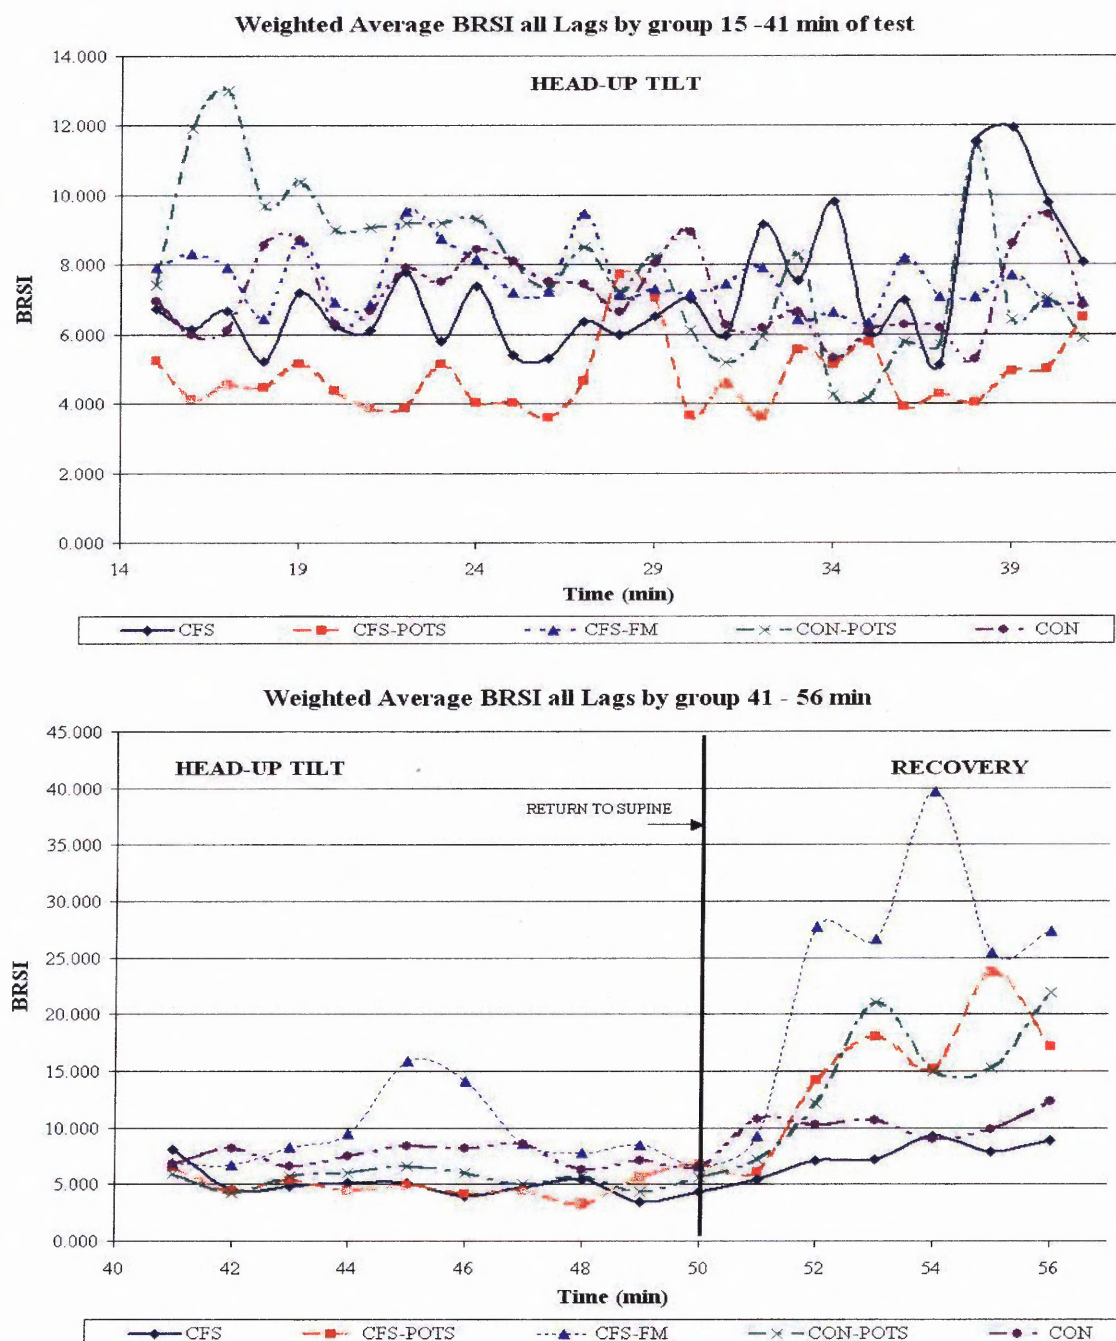 Weighted Average BRSI all Lags by group 15 -41 min of test
14.000
HEAD-UP TILT
12.000
10.000
8.000
BRSI
6.000
4.000
2.000
0.000
14 19 24 29 34 39
Time (min)
CFS CFS-POTS CFS-FM CON-POTS CON
Weighted Average BRSI all Lags by group 41 - 56 min
45.000
HEAD-UP TILT RECOVERY
40.000
RETURN TO SUPINE
35.000
30.000
25.000
BRSI
20.000
15.000
10.000
5.000
0.000
40 42 44 46 48 50 52 54 56
Time (min)
CFS CFS-POTS CFS-FM CON-POTS CON